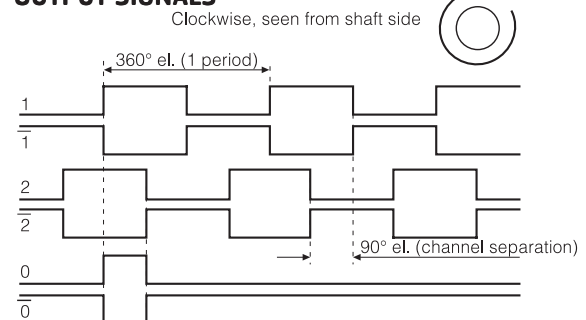 OUTPUT SIGNALS
Clockwise, seen from shaft side
360° el. (1 period)
1
1̅
2
2̅
90° el. (channel separation)
0
0̅